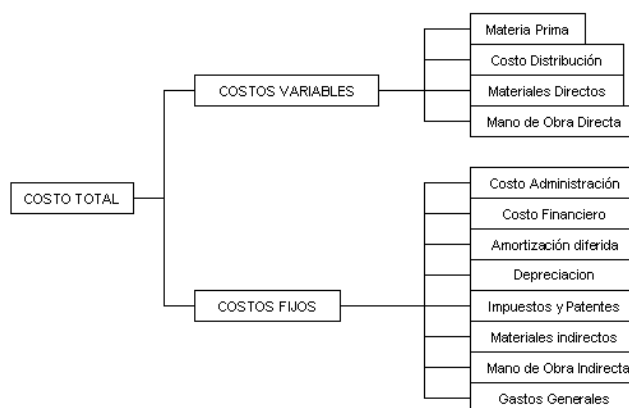 COSTO TOTAL
COSTOS VARIABLES
Materia Prima
Costo Distribución
Materiales Directos
Mano de Obra Directa
COSTOS FIJOS
Costo Administración
Costo Financiero
Amortización diferida
Depreciacion
Impuestos y Patentes
Materiales indirectos
Mano de Obra Indirecta
Gastos Generales